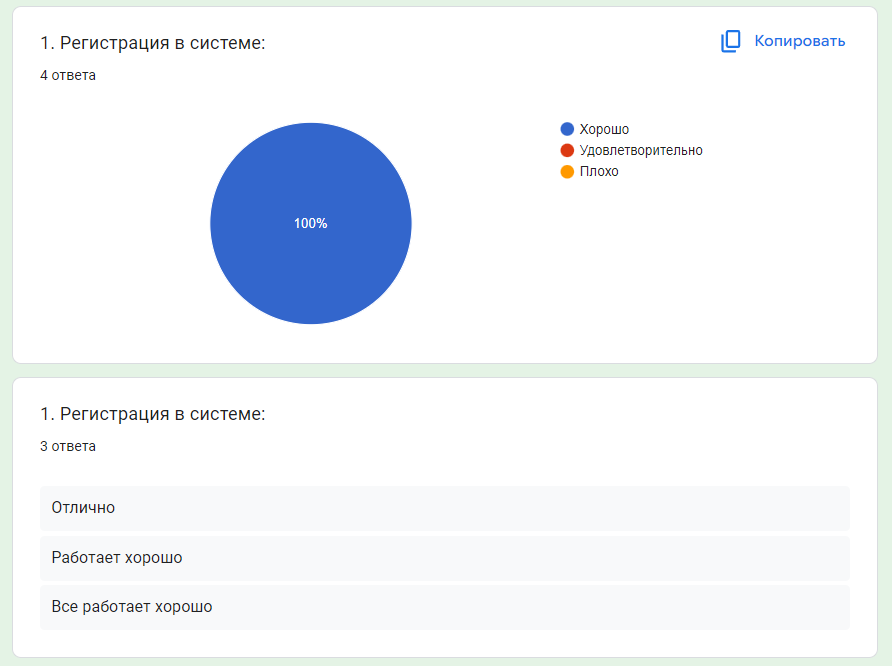 1. Регистрация в системе:
Копировать
4 ответа
Хорошо
Удовлетворительно
Плохо
100%
1. Регистрация в системе:
3 ответа
Отлично
Работает хорошо
Все работает хорошо